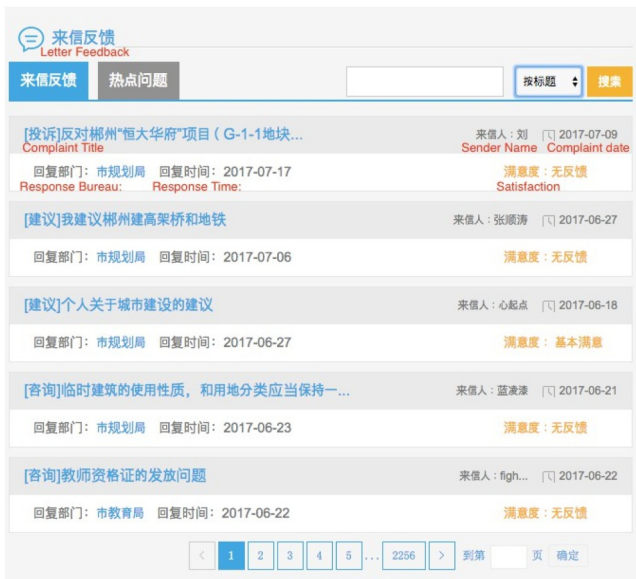 来信反馈
Letter Feedback
来信反馈 热点问题 按标题 搜索
[投诉]反对郴州“恒大华府”项目（G-1-1地块... 来信人：刘 2017-07-09
Complaint Title Sender Name Complaint date
回复部门：市规划局 回复时间：2017-07-17 满意度：无反馈
Response Bureau: Response Time: Satisfaction
[建议]我建议郴州建高架桥和地铁 来信人：张顺涛 2017-06-27
回复部门：市规划局 回复时间：2017-07-06 满意度：无反馈
[建议]个人关于城市建设的建议 来信人：心起点 2017-06-18
回复部门：市规划局 回复时间：2017-06-27 满意度：基本满意
[咨询]临时建筑的使用性质，和用地分类应当保持一... 来信人：蓝凌漆 2017-06-21
回复部门：市规划局 回复时间：2017-06-23 满意度：无反馈
[咨询]教师资格证的发放问题 来信人：figh... 2017-06-22
回复部门：市教育局 回复时间：2017-06-22 满意度：无反馈
< 1 2 3 4 5 ... 2256 > 到第 页 确定